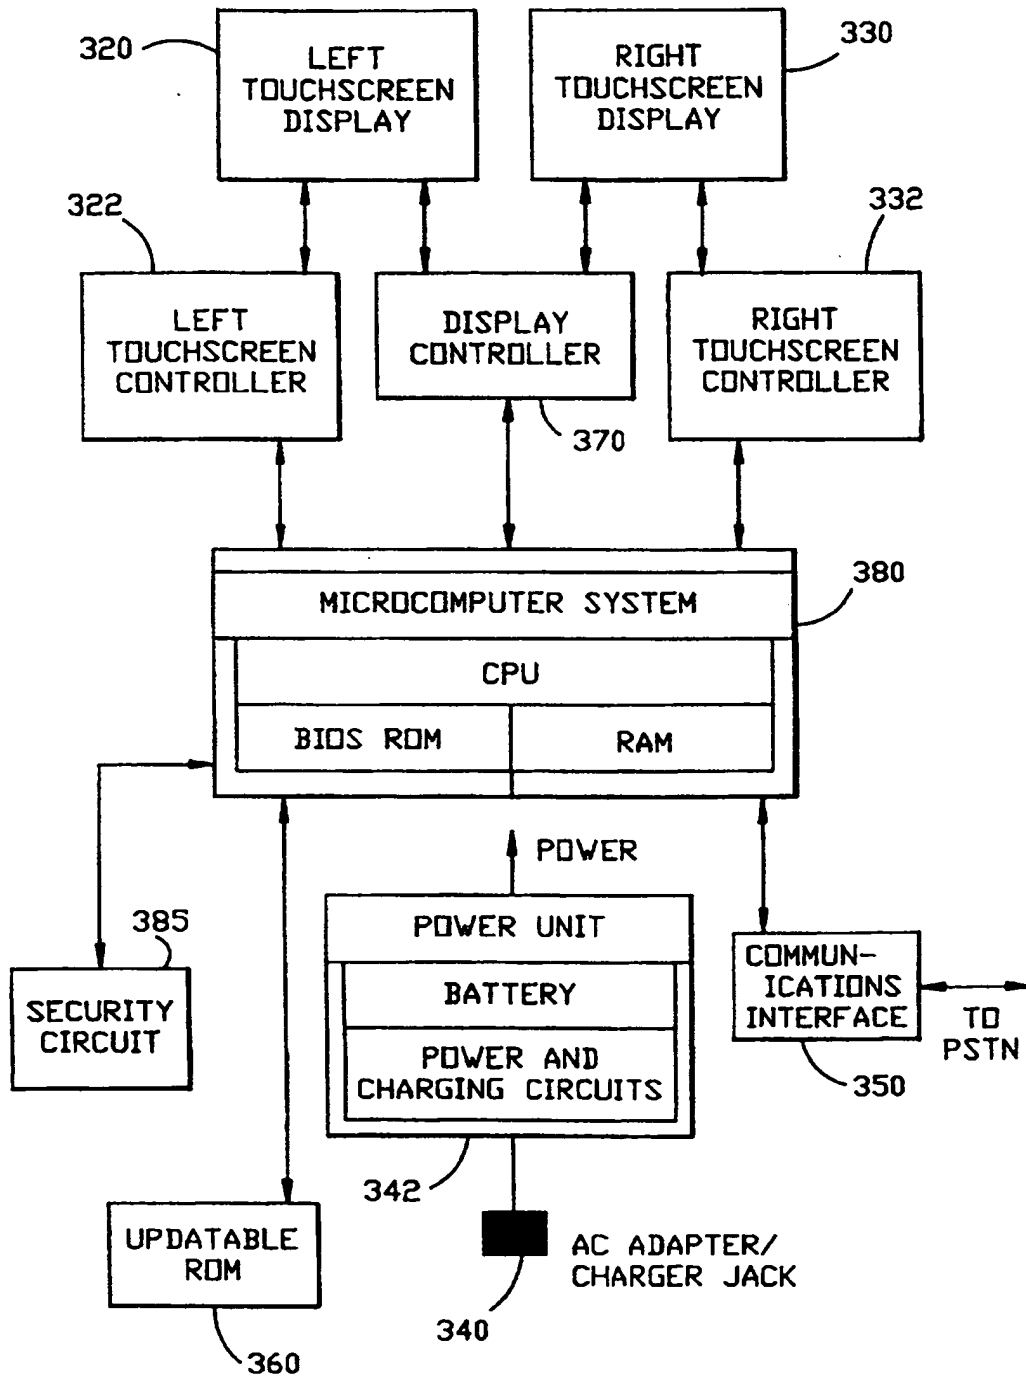 320
LEFT
TOUCHSCREEN
DISPLAY
RIGHT
TOUCHSCREEN
DISPLAY
330
322
LEFT
TOUCHSCREEN
CONTROLLER
DISPLAY
CONTROLLER
370
332
RIGHT
TOUCHSCREEN
CONTROLLER
380
MICROCOMPUTER SYSTEM
CPU
BIOS ROM
RAM
POWER
385
SECURITY
CIRCUIT
POWER UNIT
BATTERY
POWER AND
CHARGING CIRCUITS
342
COMMUN-
ICATIONS
INTERFACE
350
TO
PSTN
UPDATABLE
ROM
360
AC ADAPTER/
CHARGER JACK
340